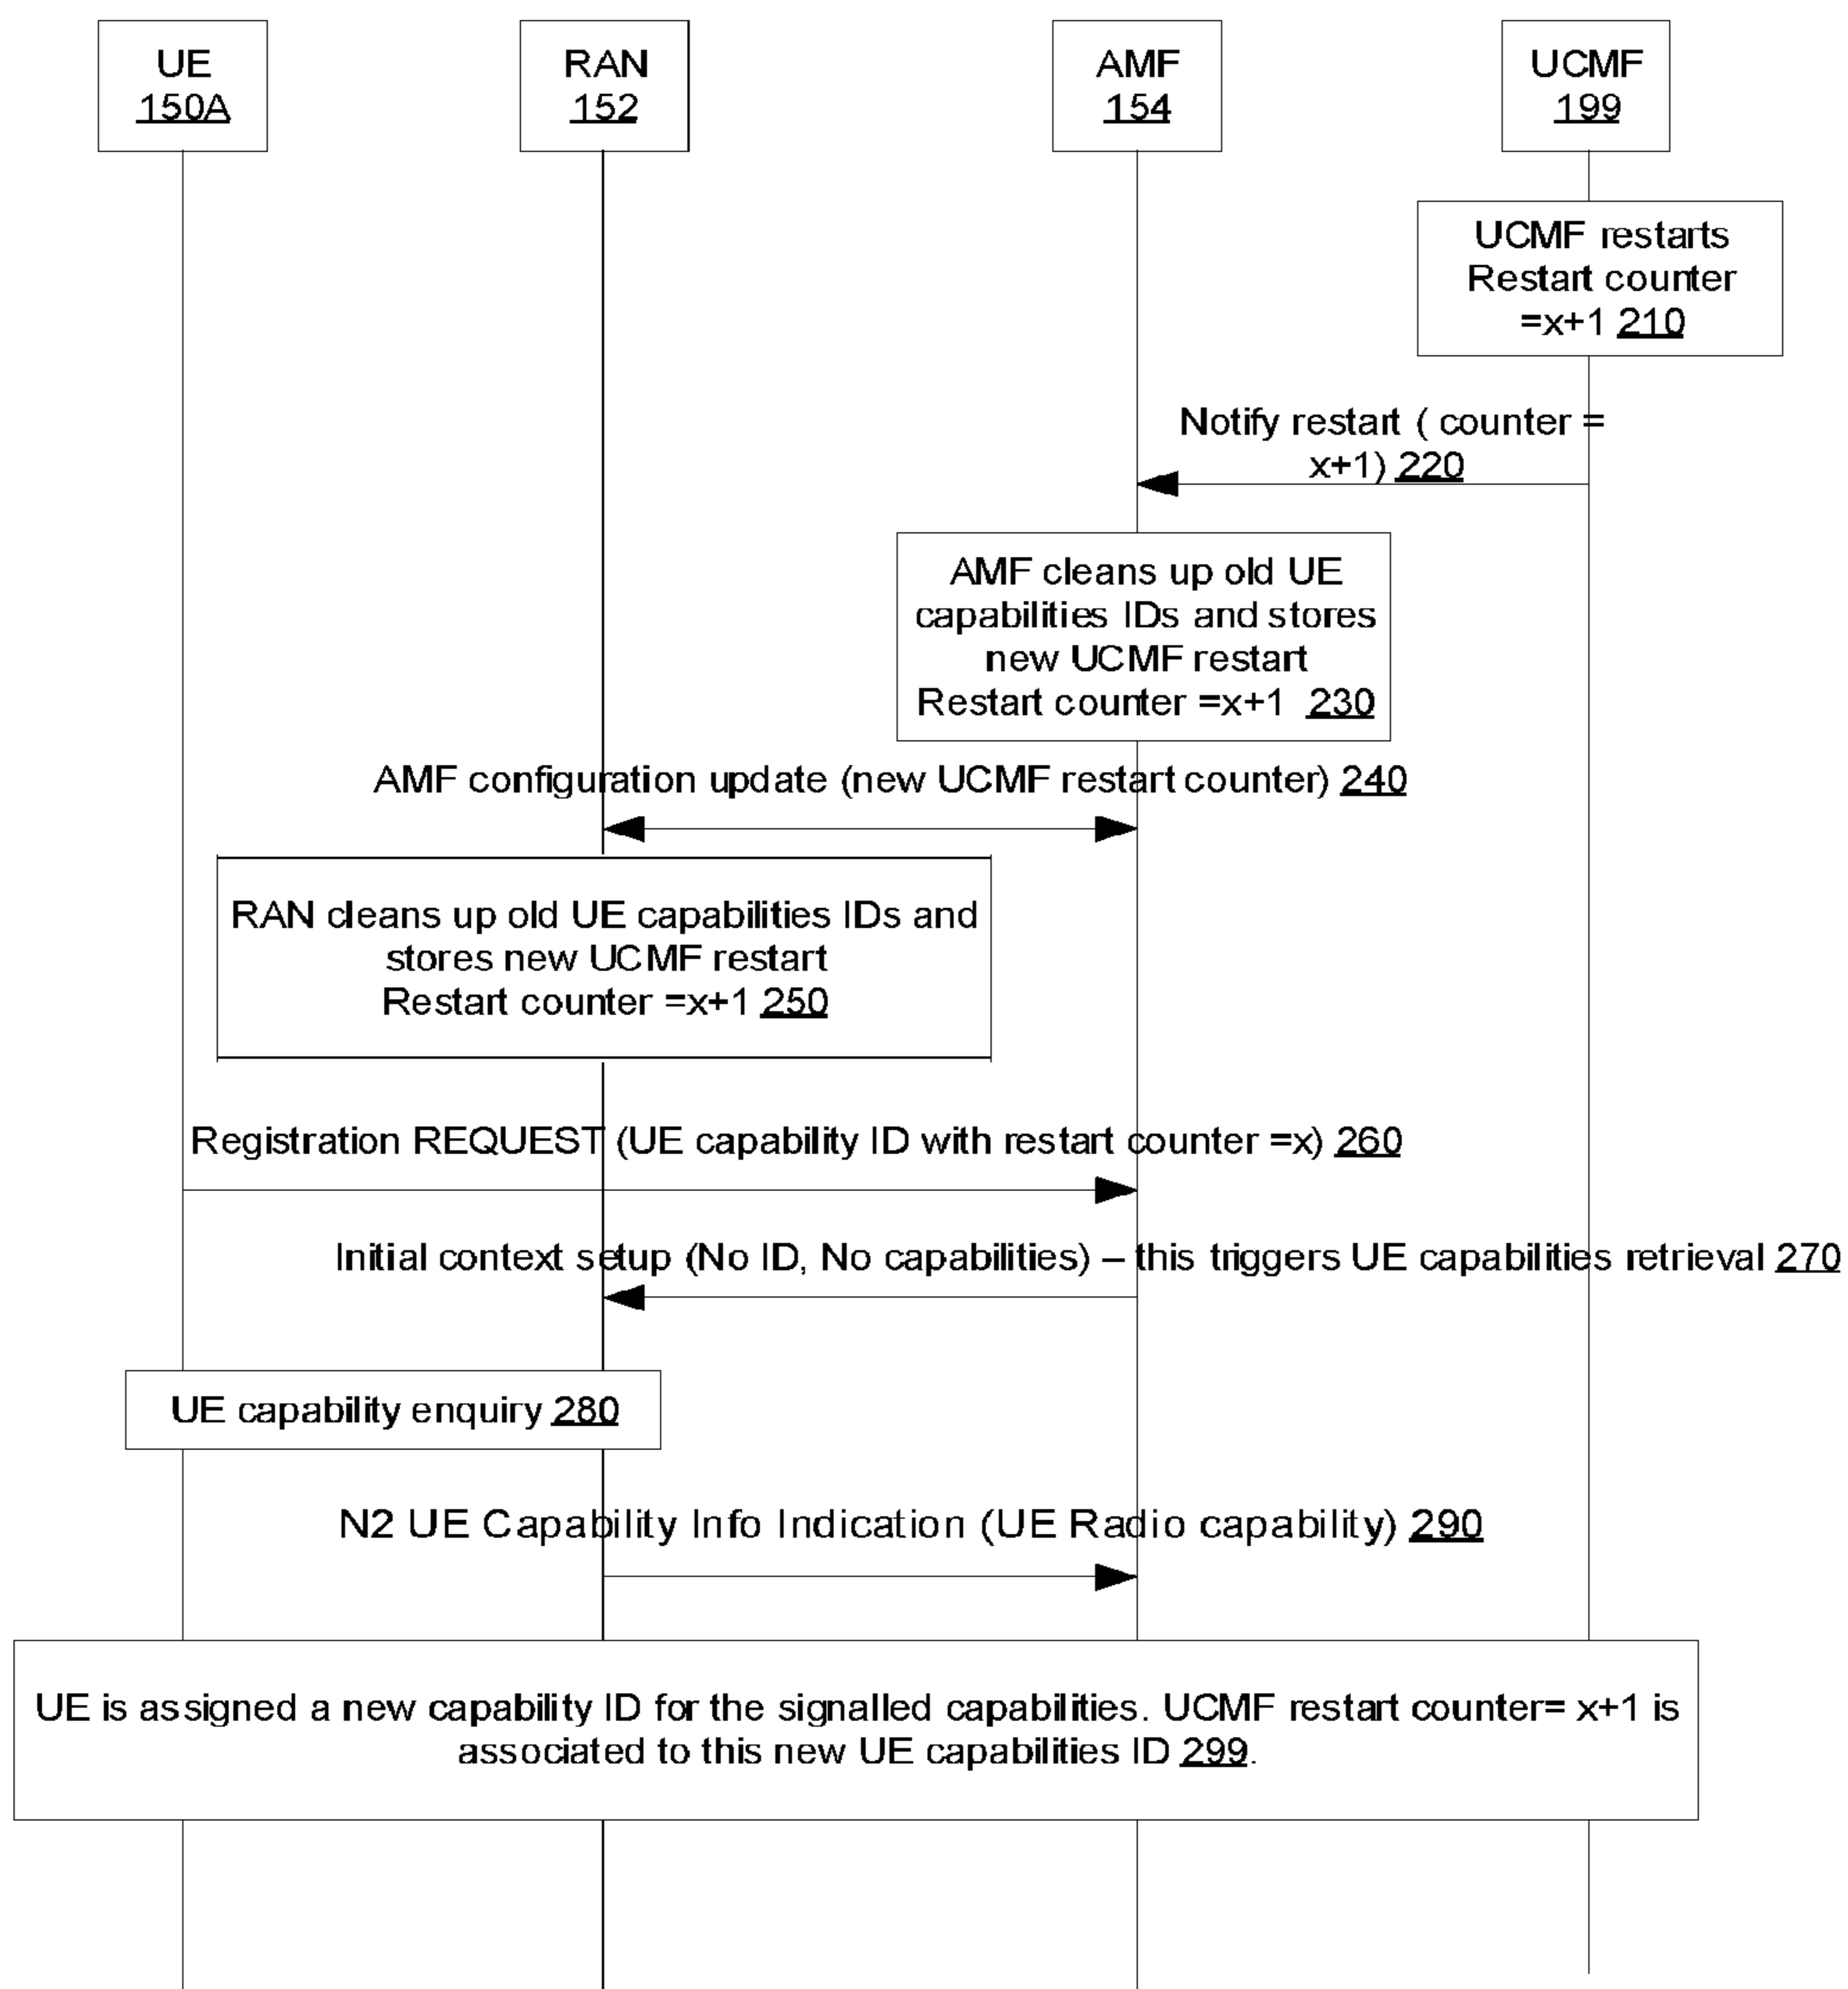 UE
150A
RAN
152
AMF
154
UCMF
199
UCMF restarts
Restart counter
=x+1 210
Notify restart ( counter =
x+1) 220
AMF cleans up old UE
capabilities IDs and stores
new UCMF restart
Restart counter =x+1 230
AMF configuration update (new UCMF restart counter) 240
RAN cleans up old UE capabilities IDs and
stores new UCMF restart
Restart counter =x+1 250
Registration REQUEST (UE capability ID with restart counter =x) 260
Initial context setup (No ID, No capabilities) – this triggers UE capabilities retrieval 270
UE capability enquiry 280
N2 UE Capability Info Indication (UE Radio capability) 290
UE is assigned a new capability ID for the signalled capabilities. UCMF restart counter= x+1 is
associated to this new UE capabilities ID 299.